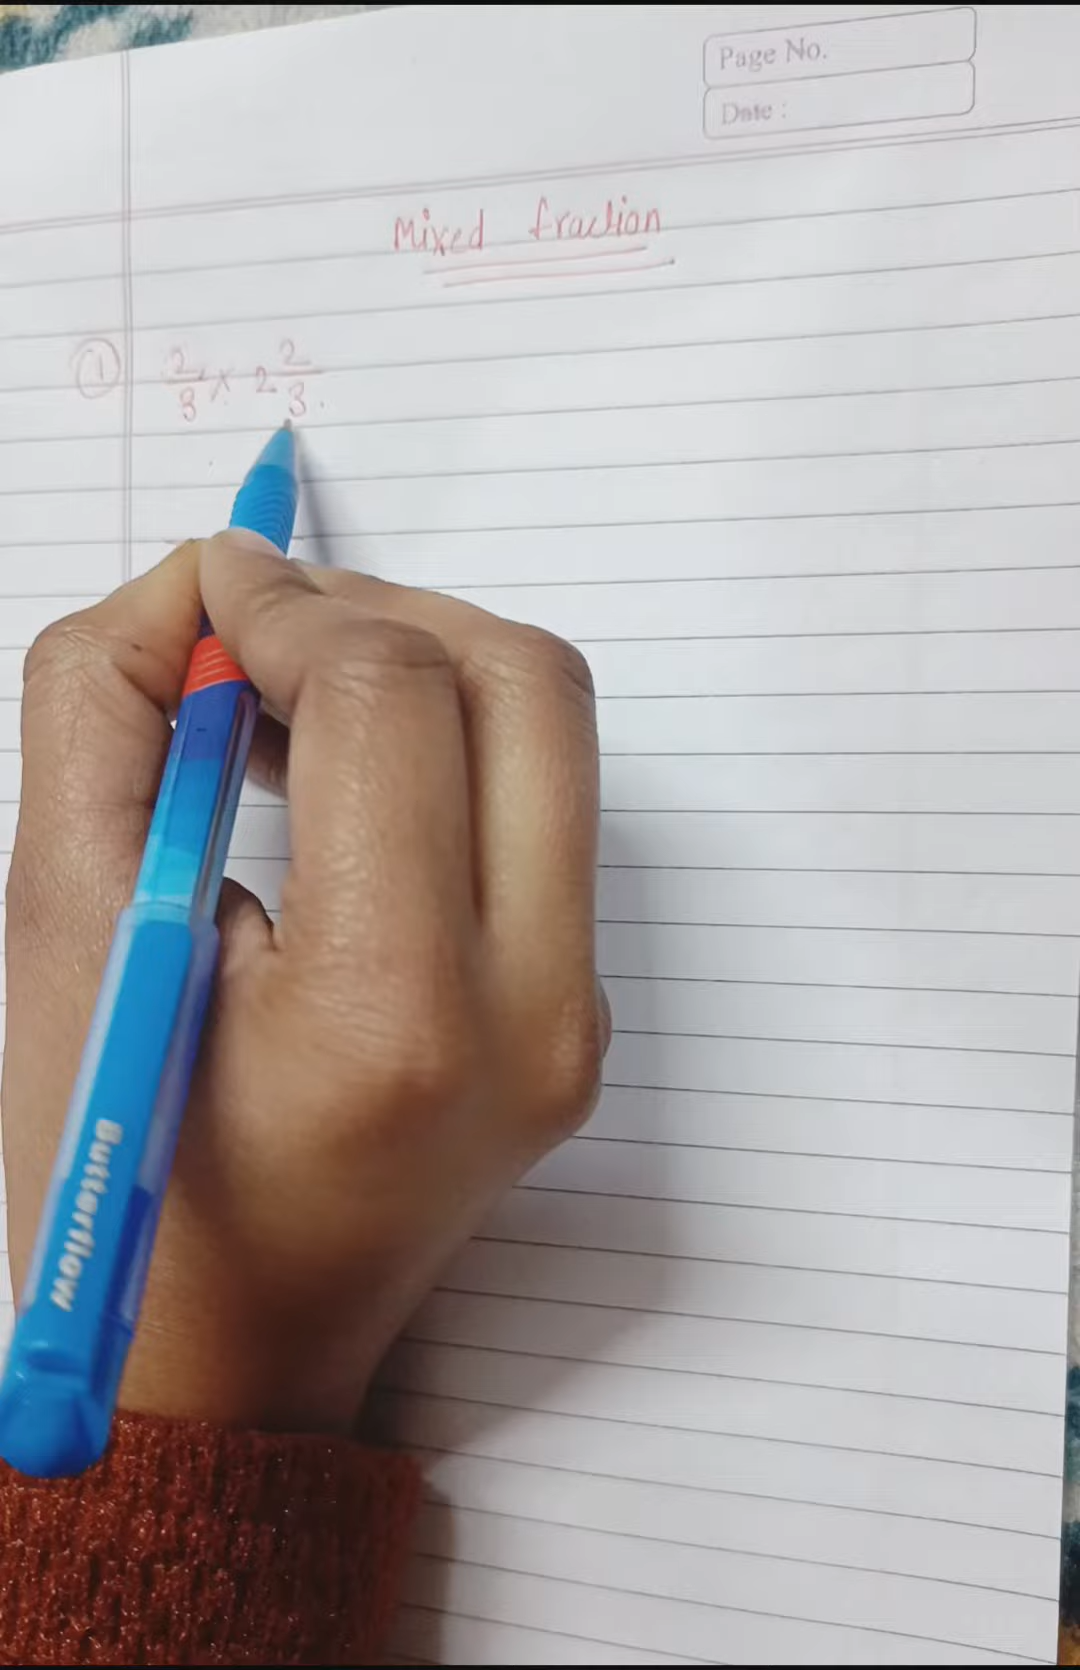 Page No.
Date :
Mixed fraction
① 2/3 × 2 2/3.
Butterflow